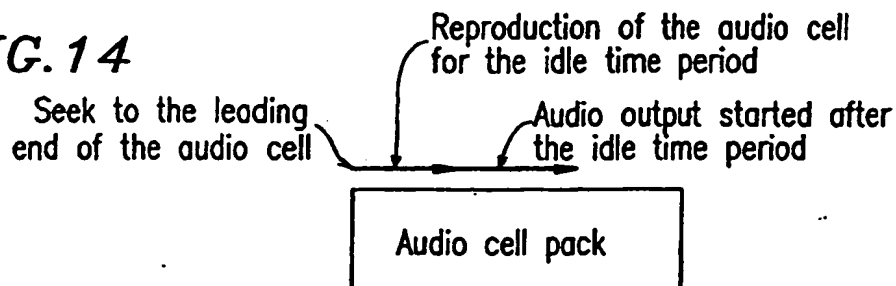 G. 14
Reproduction of the audio cell
for the idle time period
Seek to the leading
end of the audio cell
Audio output started after
the idle time period
Audio cell pack